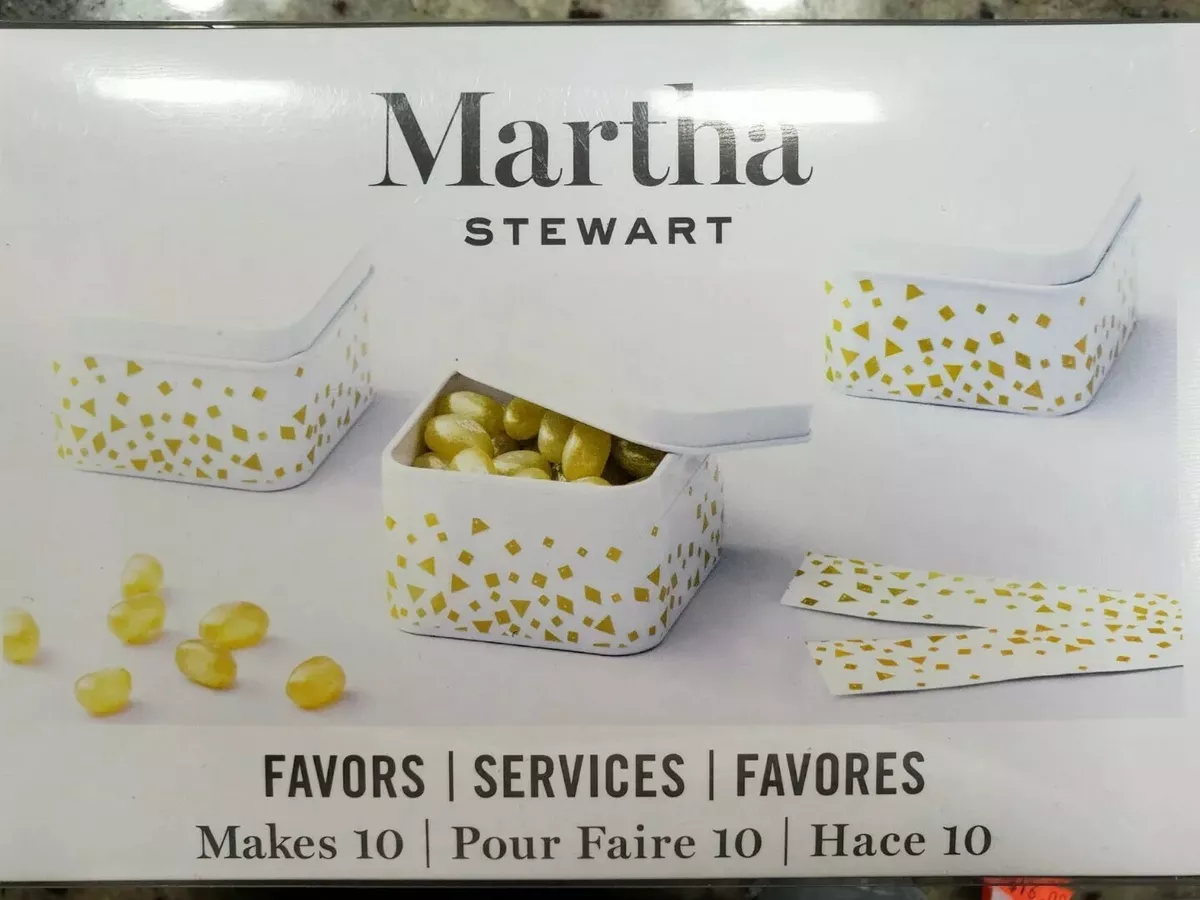 Martha
STEWART
FAVORS | SERVICES | FAVORES
Makes 10 | Pour Faire 10 | Hace 10